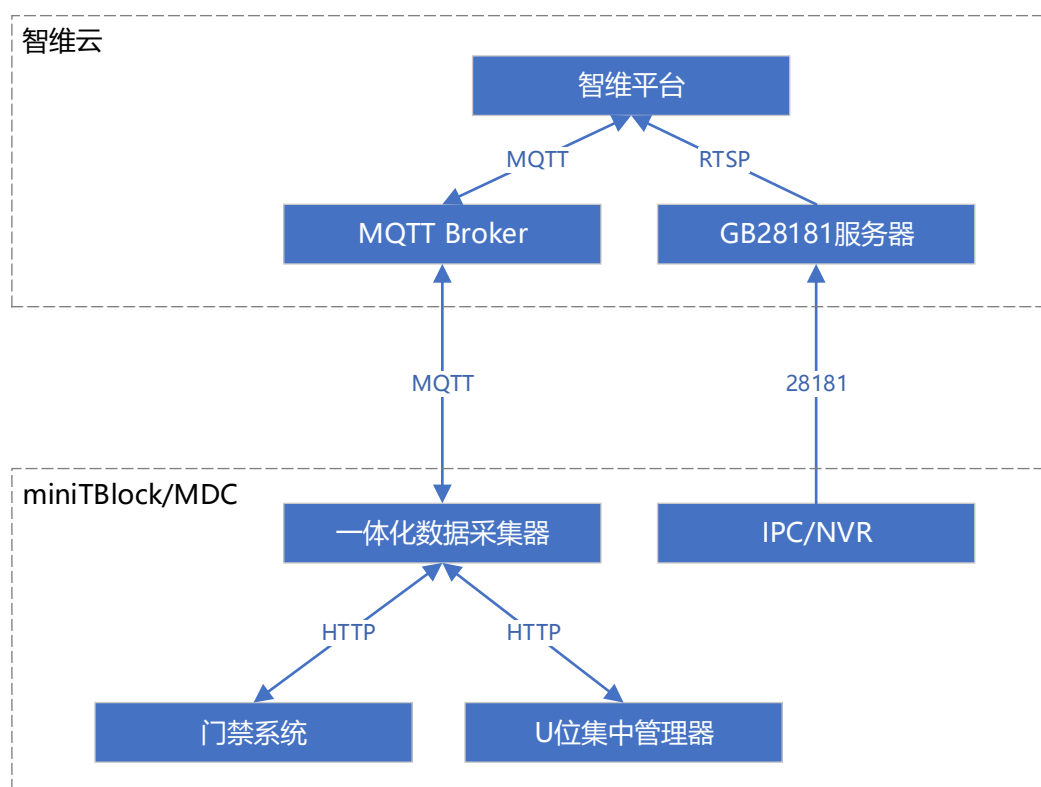 智维云
智维平台
MQTT
RTSP
MQTT Broker
GB28181服务器
MQTT
28181
miniTBlock/MDC
一体化数据采集器
IPC/NVR
HTTP
HTTP
门禁系统
U位集中管理器